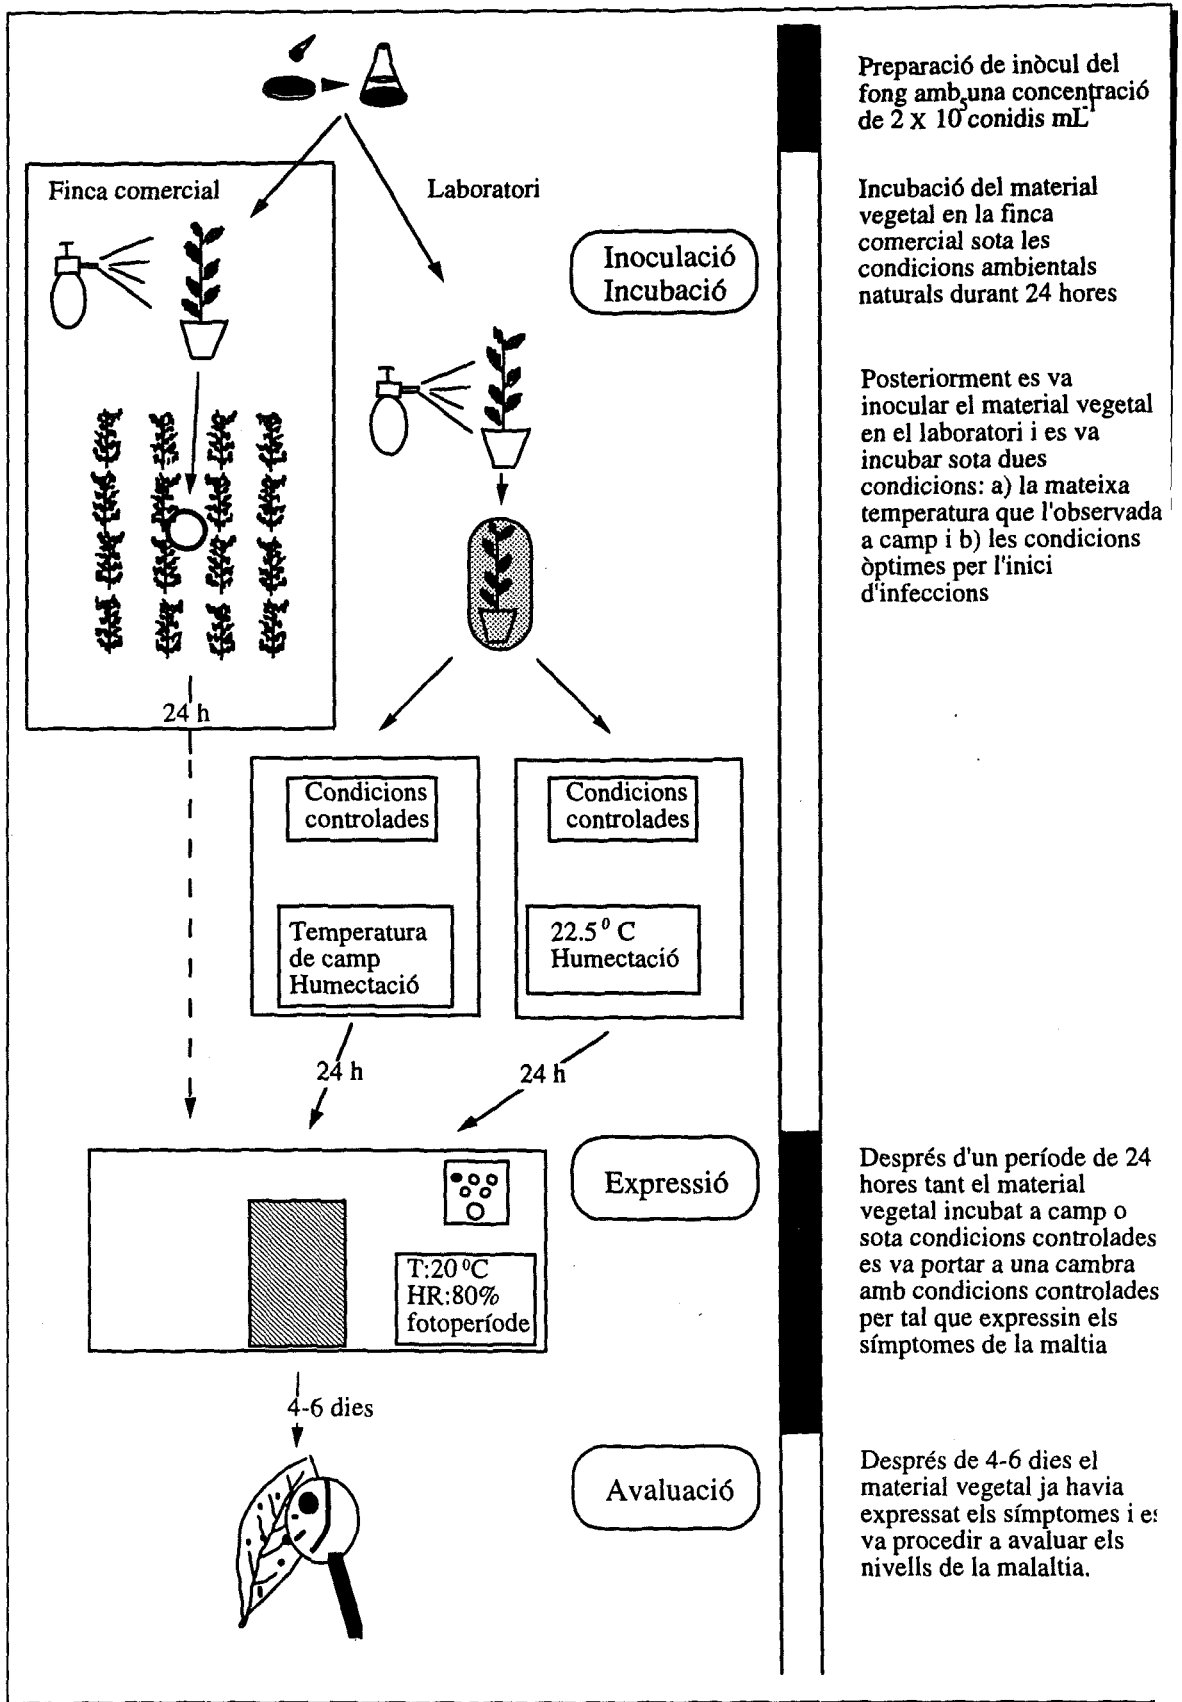 Preparació de inòcul del
fong amb una concentració
de 2 x 10⁵ conidis mL⁻¹
Finca comercial
Laboratori
Inoculació
Incubació
Incubació del material
vegetal en la finca
comercial sota les
condicions ambientals
naturals durant 24 hores
Posteriorment es va
inocular el material vegetal
en el laboratori i es va
incubar sota dues
condicions: a) la mateixa
temperatura que l'observada
a camp i b) les condicions
òptimes per l'inici
d'infeccions
24 h
Condicions
controlades
Temperatura
de camp
Humectació
Condicions
controlades
22.5⁰ C
Humectació
24 h
24 h
Expressió
T:20⁰C
HR:80%
fotoperíode
Després d'un període de 24
hores tant el material
vegetal incubat a camp o
sota condicions controlades
es va portar a una cambra
amb condicions controlades
per tal que expressin els
símptomes de la maltia
4-6 dies
Avaluació
Després de 4-6 dies el
material vegetal ja havia
expressat els símptomes i es
va procedir a avaluar els
nivells de la malaltia.